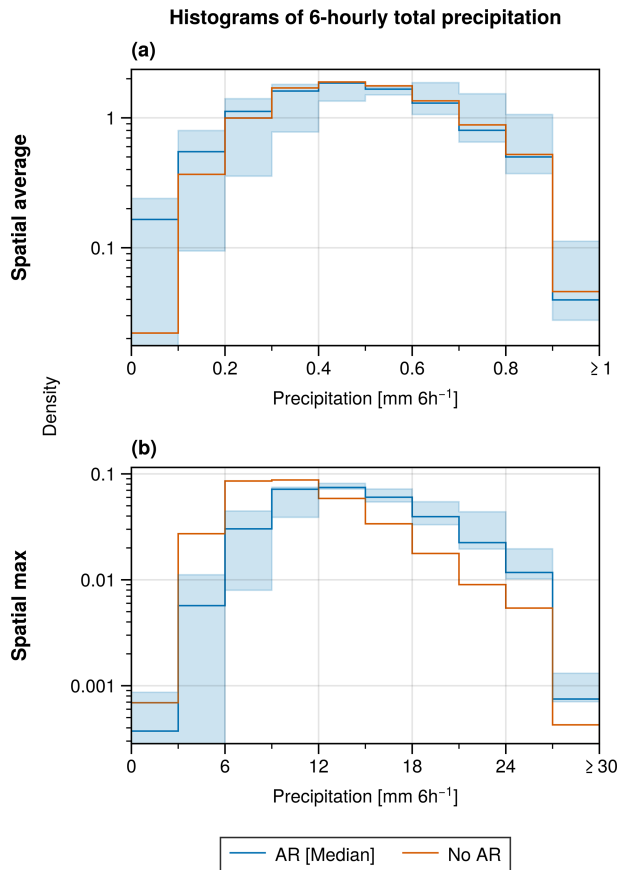 Histograms of 6-hourly total precipitation
(a)
Spatial average
1
0.1
0 0.2 0.4 0.6 0.8 ≥ 1
Precipitation [mm 6h⁻¹]
Density
(b)
Spatial max
0.1
0.01
0.001
0 6 12 18 24 ≥ 30
Precipitation [mm 6h⁻¹]
AR [Median] No AR